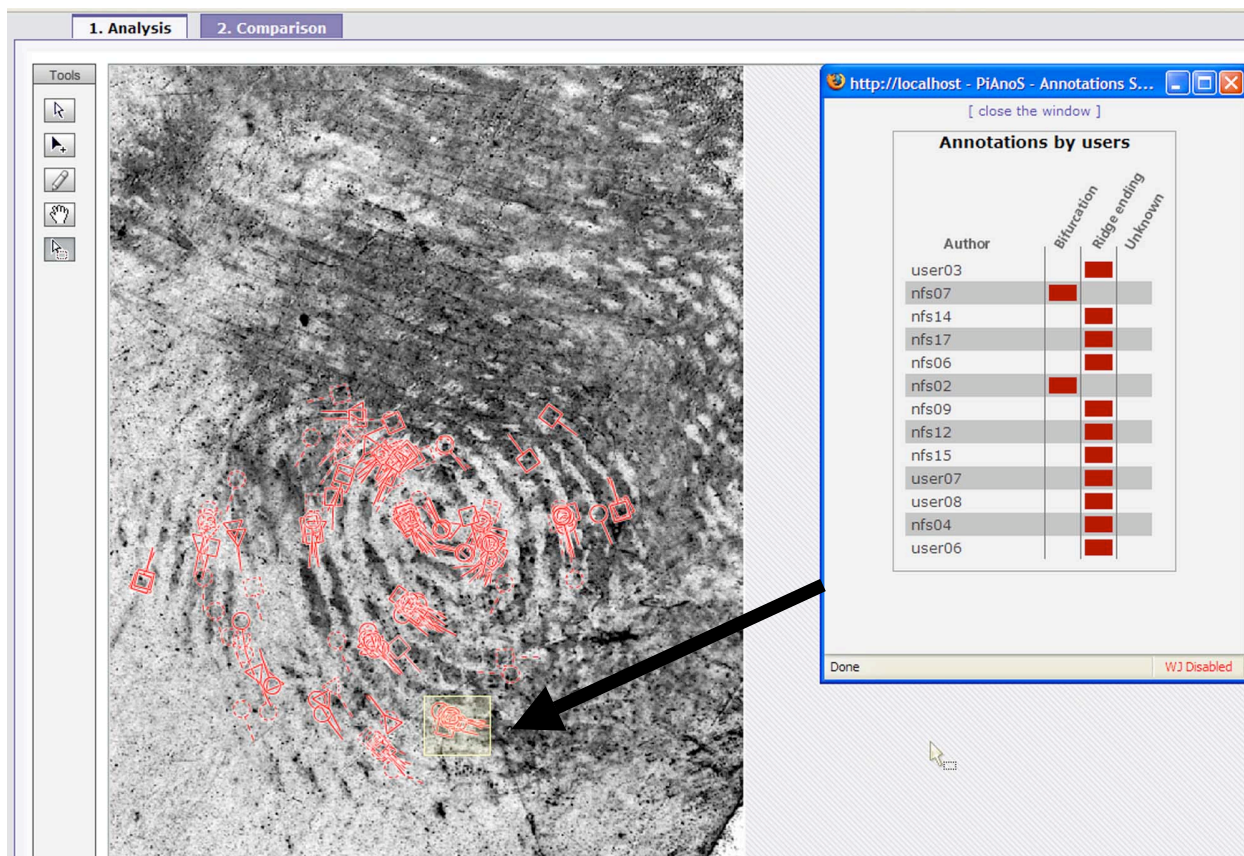 1. Analysis 2. Comparison
Tools
http://localhost - PiAnoS - Annotations S...
[ close the window ]
Annotations by users
Author Bifurcation Ridge ending Unknown
user03
nfs07
nfs14
nfs17
nfs06
nfs02
nfs09
nfs12
nfs15
user07
user08
nfs04
user06
Done WJ Disabled